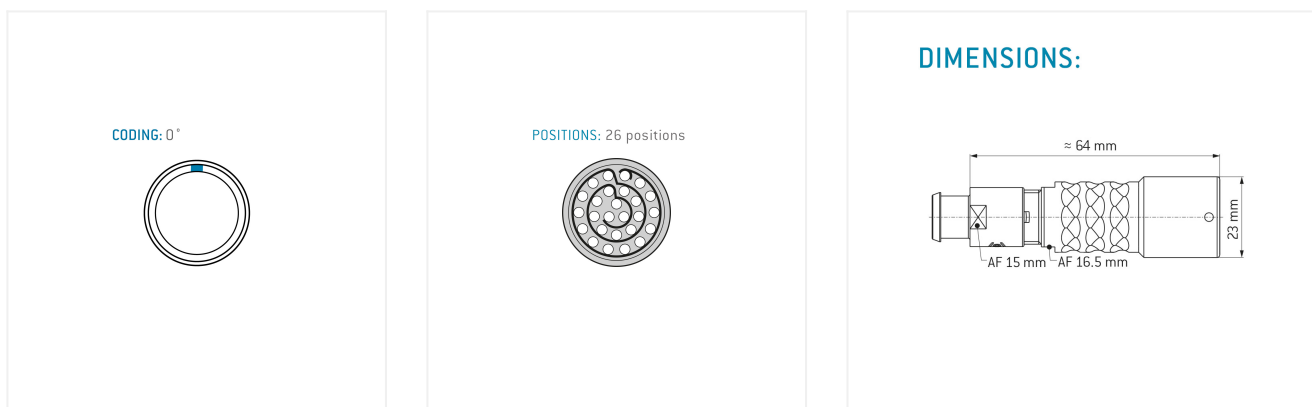 CODING: 0°
POSITIONS: 26 positions
DIMENSIONS:
≈ 64 mm
23 mm
AF 15 mm
AF 16.5 mm